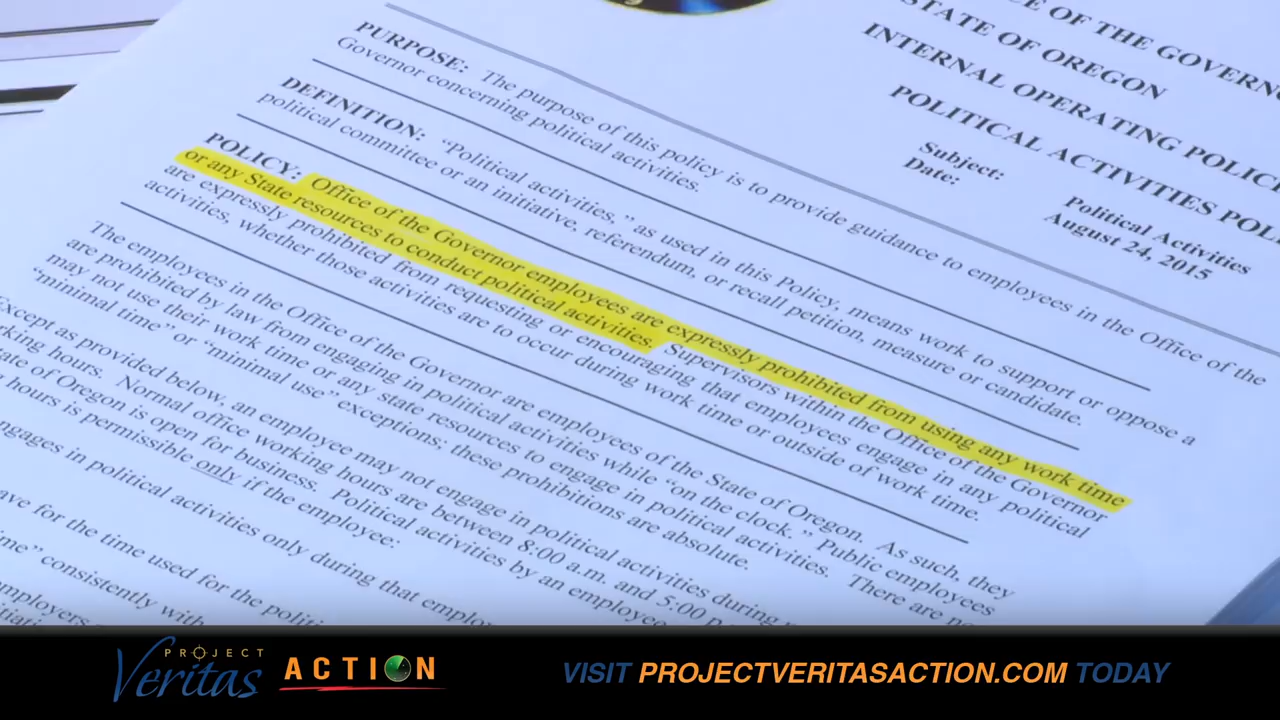 OF THE GOVERNO
STATE OF OREGON
INTERNAL OPERATING POLIC
POLITICAL ACTIVITIES POL
Subject: Political Activities
Date: August 24, 2015
PURPOSE: The purpose of this policy is to provide guidance to employees in the Office of the
Governor concerning political activities.
DEFINITION: "Political activities," as used in this Policy, means work to support or oppose a
political committee or an initiative, referendum, or recall petition, measure or candidate.
POLICY: Office of the Governor employees are expressly prohibited from using any work time
or any State resources to conduct political activities. Supervisors within the Office of the Governor
are expressly prohibited from requesting or encouraging that employees engage in any political
activities, whether those activities are to occur during work time or outside of work time.
The employees in the Office of the Governor are employees of the State of Oregon. As such, they
are prohibited by law from engaging in political activities while "on the clock." Public employees
may not use their work time or any state resources to engage in political activities. There are no
"minimal time" or "minimal use" exceptions; these prohibitions are absolute.
Except as provided below, an employee may not engage in political activities during
rking hours. Normal office working hours are between 8:00 a.m. and 5:00 p.
tate of Oregon is open for business. Political activities by an employee
hours is permissible only if the employee:
ngages in political activities only during that employ
ave for the time used for the politi
ime" consistently with
employers
PROJECT
Veritas ACTION
VISIT PROJECTVERITASACTION.COM TODAY